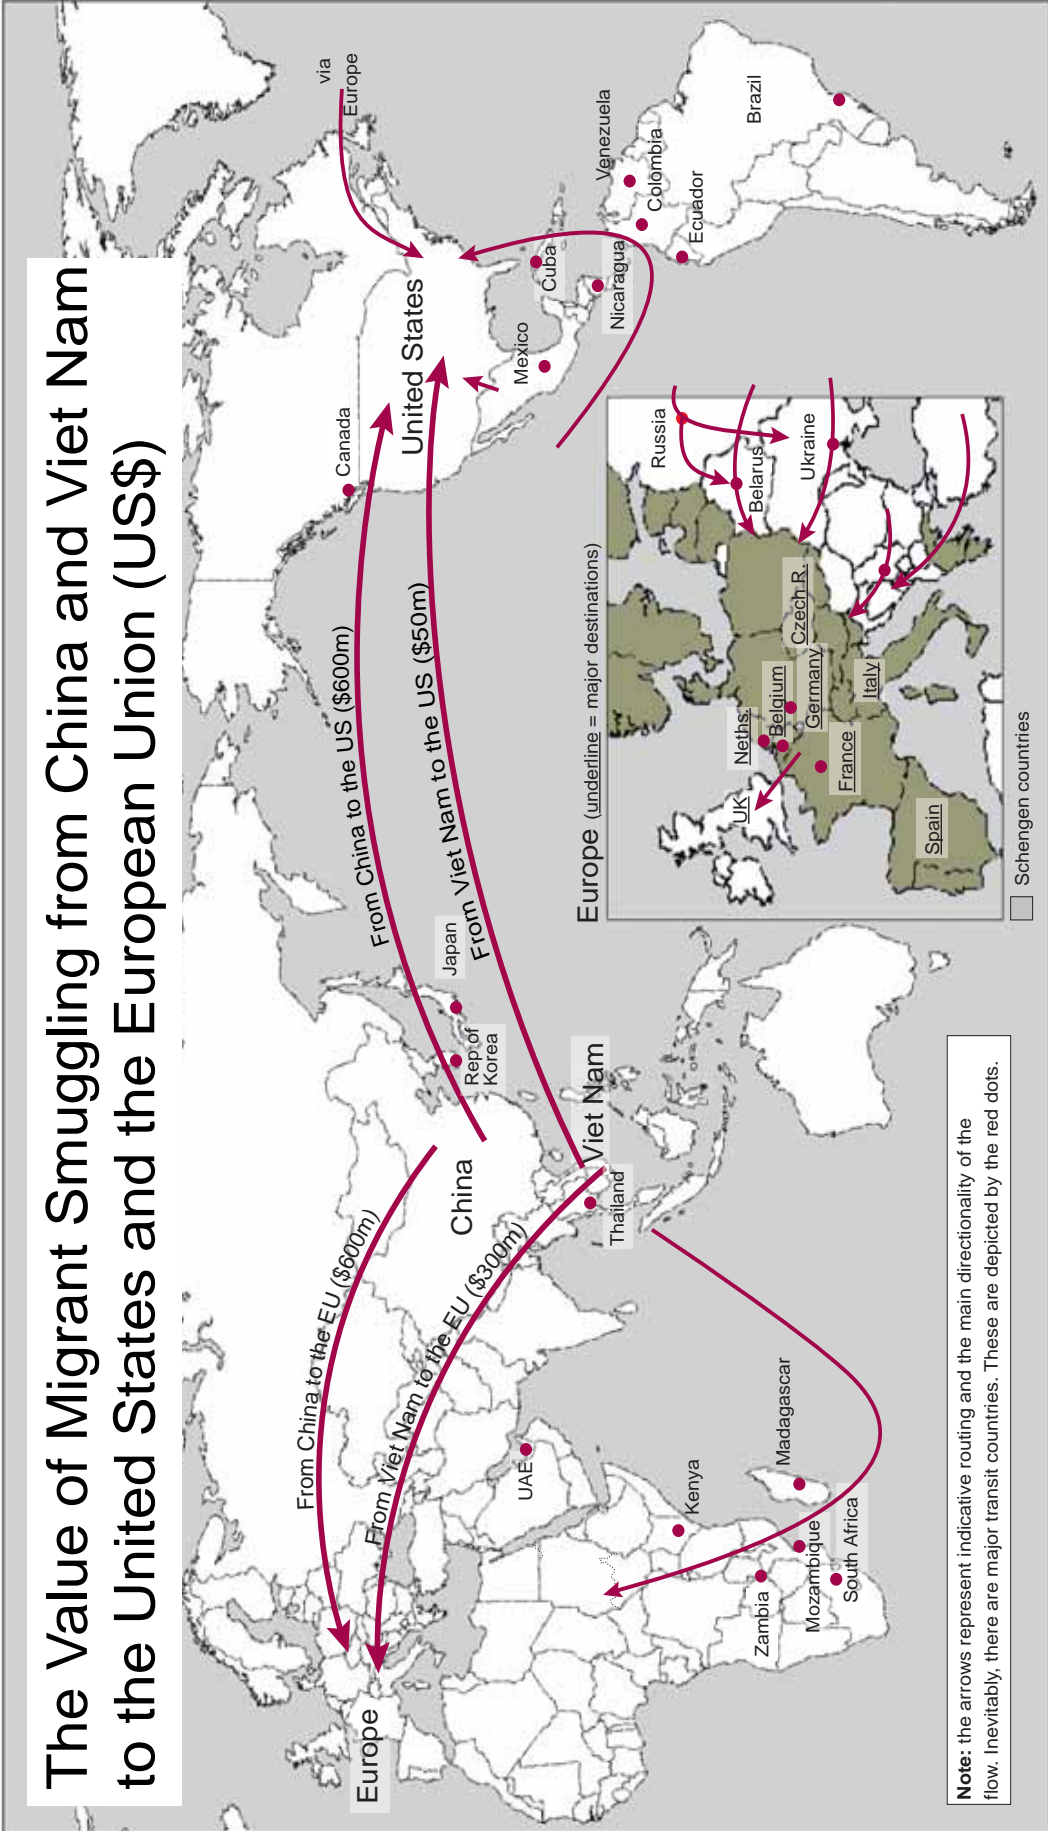 The Value of Migrant Smuggling from China and Viet Nam
to the United States and the European Union (US$)
via
Europe
Canada
United States
Mexico
Cuba
Nicaragua
Venezuela
Colombia
Ecuador
Brazil
From China to the US ($600m)
From Viet Nam to the US ($50m)
From China to the EU ($600m)
From Viet Nam to the EU ($300m)
Europe
China
Japan
Rep of
Korea
Viet Nam
Thailand
UAE
Kenya
Madagascar
Zambia
Mozambique
South Africa
Europe (underline = major destinations)
Russia
Belarus
Ukraine
Czech R.
Neths.
Belgium
Germany
UK
France
Italy
Spain
Schengen countries
Note: the arrows represent indicative routing and the main directionality of the
flow. Inevitably, there are major transit countries. These are depicted by the red dots.